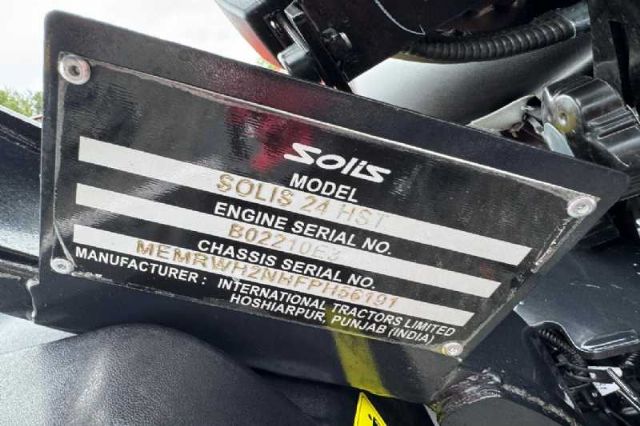 Solis
MODEL
SOLIS 24 HST
ENGINE SERIAL NO.
B02210E3
CHASSIS SERIAL NO.
MEMRWH2NHFPH56191
MANUFACTURER : INTERNATIONAL TRACTORS LIMITED
HOSHIARPUR, PUNJAB (INDIA)